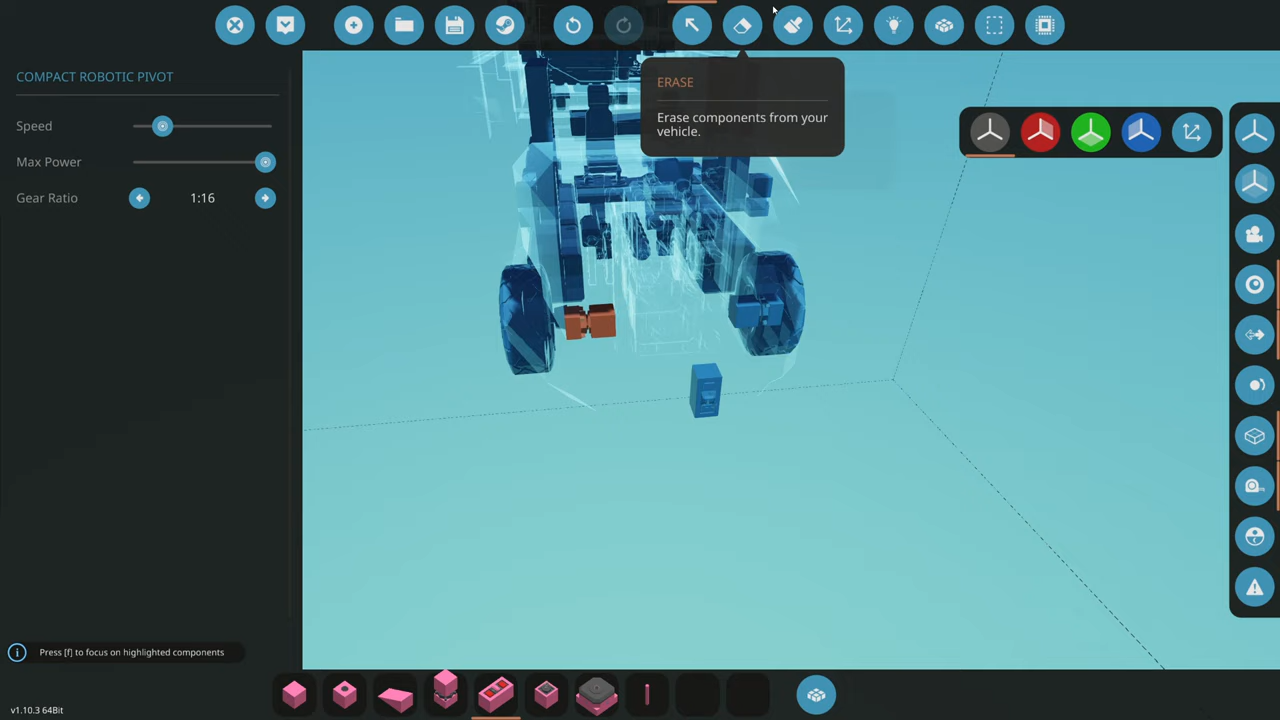 COMPACT ROBOTIC PIVOT
Speed
Max Power
Gear Ratio
1:16
ERASE
Erase components from your
vehicle.
Press [f] to focus on highlighted components
v1.10.3 64Bit